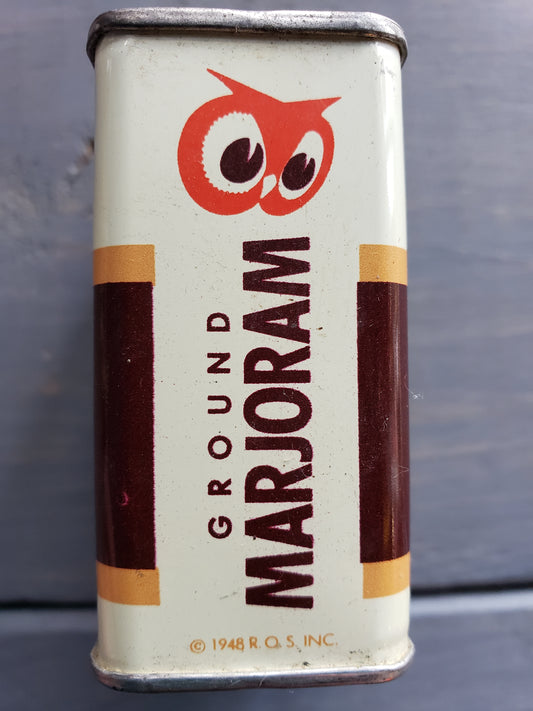 GROUND
MARJORAM
© 1948 R. O. S. INC.